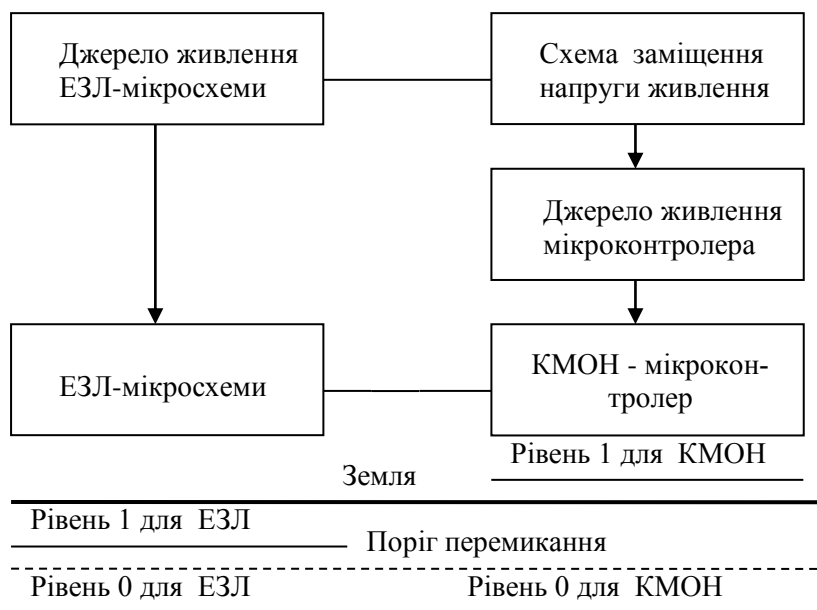 Джерело живлення
ЕЗЛ-мікросхеми
Схема заміщення
напруги живлення
Джерело живлення
мікроконтролера
ЕЗЛ-мікросхеми
КМОН - мікрокон-
тролер
Рівень 1 для КМОН
Земля
Рівень 1 для ЕЗЛ
Поріг перемикання
Рівень 0 для ЕЗЛ
Рівень 0 для КМОН